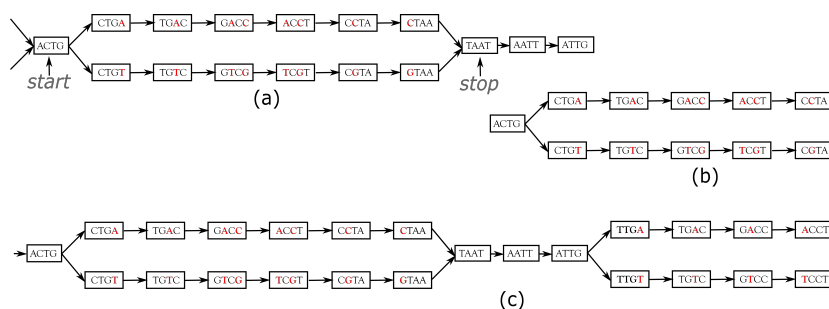 CTGA TGAC GACC ACCT CCTA CTAA
ACTG TAAT AATT ATTG
CTGT TGTC GTCG TCGT CGTA GTAA
start stop
(a)
CTGA TGAC GACC ACCT CCTA
ACTG
CTGT TGTC GTCG TCGT CGTA
(b)
CTGA TGAC GACC ACCT CCTA CTAA TTGA TGAC GACC ACCT
ACTG TAAT AATT ATTG
CTGT TGTC GTCG TCGT CGTA GTAA TTGT TGTC GTCC TCCT
(c)